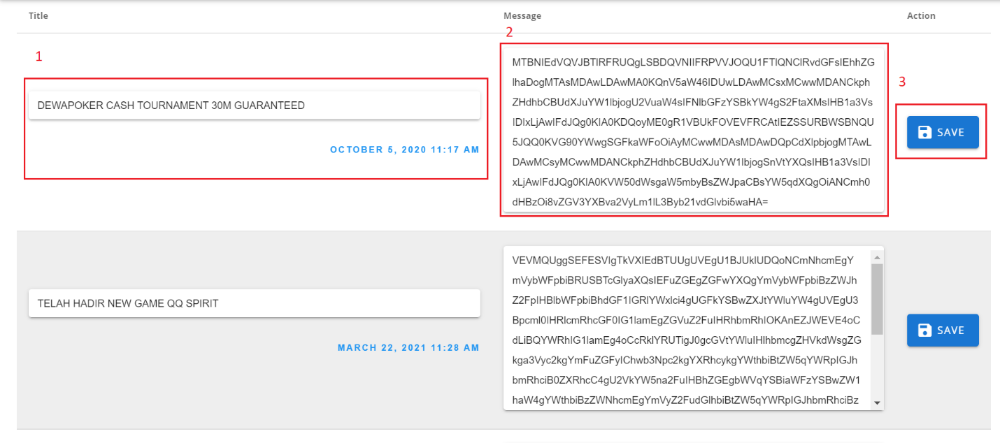 Title Message Action
1
2
3
DEWAPOKER CASH TOURNAMENT 30M GUARANTEED
OCTOBER 5, 2020 11:17 AM
MTBNIEdVQVJBTlRFRUQgLSBDQVNIIFRPVVJOQU1FTlQNClRvdGFsIEhhZG
lhaDogMTAsMDAwLDAwMA0KQnV5aW46IDUwLDAwMCsxMCwwMDANCkph
ZHdhbCBUdXJuYW1lbjogU2VuaW4sIFNlbGFzYSBkYW4gS2FtaXMsIHB1a3Vs
IDIxLjAwIFdJQg0KIA0KDQoyME0gR1VBUkFOVEVFRCAtIEZSSURBWSBNQU
5JQQ0KVG90YWwgSGFkaWFoOiAyMCwwMDAsMDAwDQpCdXlpbjogMTAwL
DAwMCsyMCwwMDANCkphZHdhbCBUdXJuYW1lbjogSnVtYXQsIHB1a3VsIDI
xLjAwIFdJQg0KIA0KVW50dWsgaW5mbyBsZWJpaCBsYW5qdXQgOiANCmh0
dHBzOi8vZGV3YXBva2VyLm1lL3Byb21vdGlvbi5waHA=
SAVE
TELAH HADIR NEW GAME QQ SPIRIT
MARCH 22, 2021 11:28 AM
VEVMQUggSEFESVIgTkVXIEdBTUUgUVEgU1BJUklUDQoNCmNhcmEgY
mVybWFpbiBRUSBTcGlyaXQsIEFuZGEgZGFwYXQgYmVybWFpbiBzZWJh
Z2FpIHBlbWFpbiBhdGF1IGRlYWxlci4gUGFkYSBwZXJtYWluYW4gUVEgU3
Bpcml0IHRlcmRhcGF0IG1lamEgZGVuZ2FuIHRhbmRhIOKAnEZJWEVE4oC
dLiBQYWRhIG1lamEg4oCcRklYRUTigJ0gcGVtYWluIHlhbmcgZHVkdWsgZG
kga3Vyc2kgYmFuZGFyIChwb3Npc2kgYXRhcykgYWthbiBtZW5qYWRpIGJh
bmRhciB0ZXRhcC4gU2VkYW5na2FuIHBhZGEgbWVqYSBiaWFzYSBwZW1
haW4gYWthbiBzZWNhcmEgYmVyZ2FudGlhbiBtZW5qYWRpIGJhbmRhciBz
SAVE